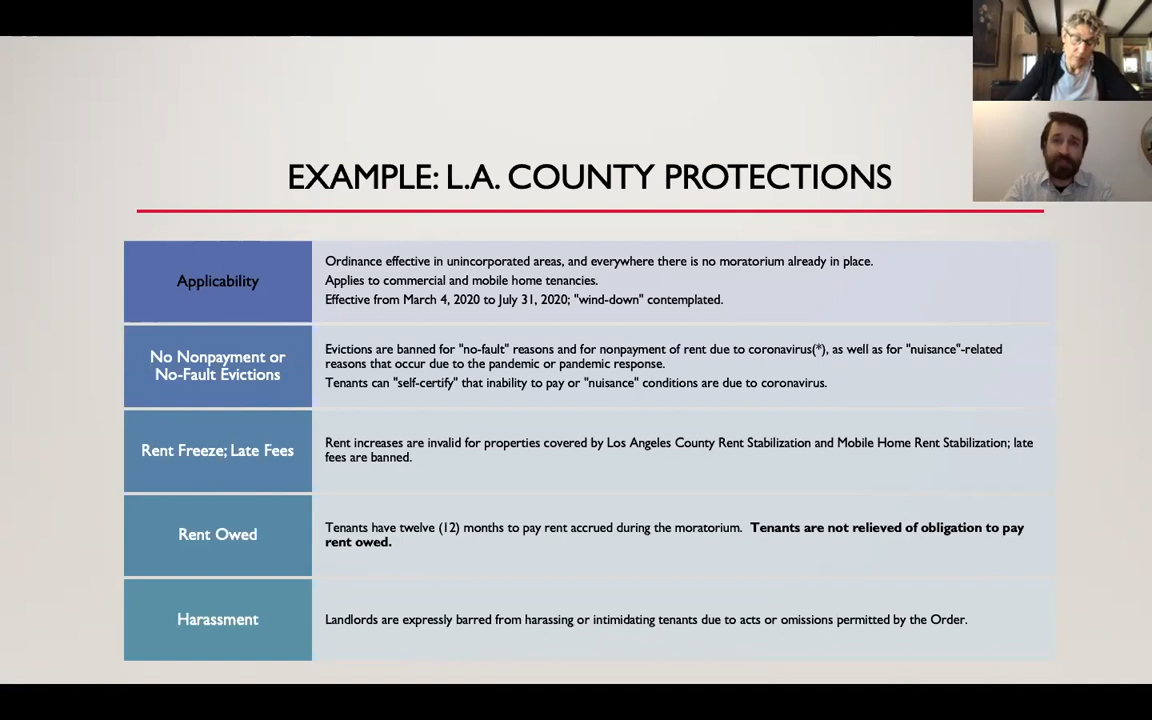 EXAMPLE: L.A. COUNTY PROTECTIONS
Applicability
Ordinance effective in unincorporated areas, and everywhere there is no moratorium already in place.
Applies to commercial and mobile home tenancies.
Effective from March 4, 2020 to July 31, 2020; "wind-down" contemplated.
No Nonpayment or
No-Fault Evictions
Evictions are banned for "no-fault" reasons and for nonpayment of rent due to coronavirus(*), as well as for "nuisance"-related
reasons that occur due to the pandemic or pandemic response.
Tenants can "self-certify" that inability to pay or "nuisance" conditions are due to coronavirus.
Rent Freeze; Late Fees
Rent increases are invalid for properties covered by Los Angeles County Rent Stabilization and Mobile Home Rent Stabilization; late
fees are banned.
Rent Owed
Tenants have twelve (12) months to pay rent accrued during the moratorium. Tenants are not relieved of obligation to pay
rent owed.
Harassment
Landlords are expressly barred from harassing or intimidating tenants due to acts or omissions permitted by the Order.